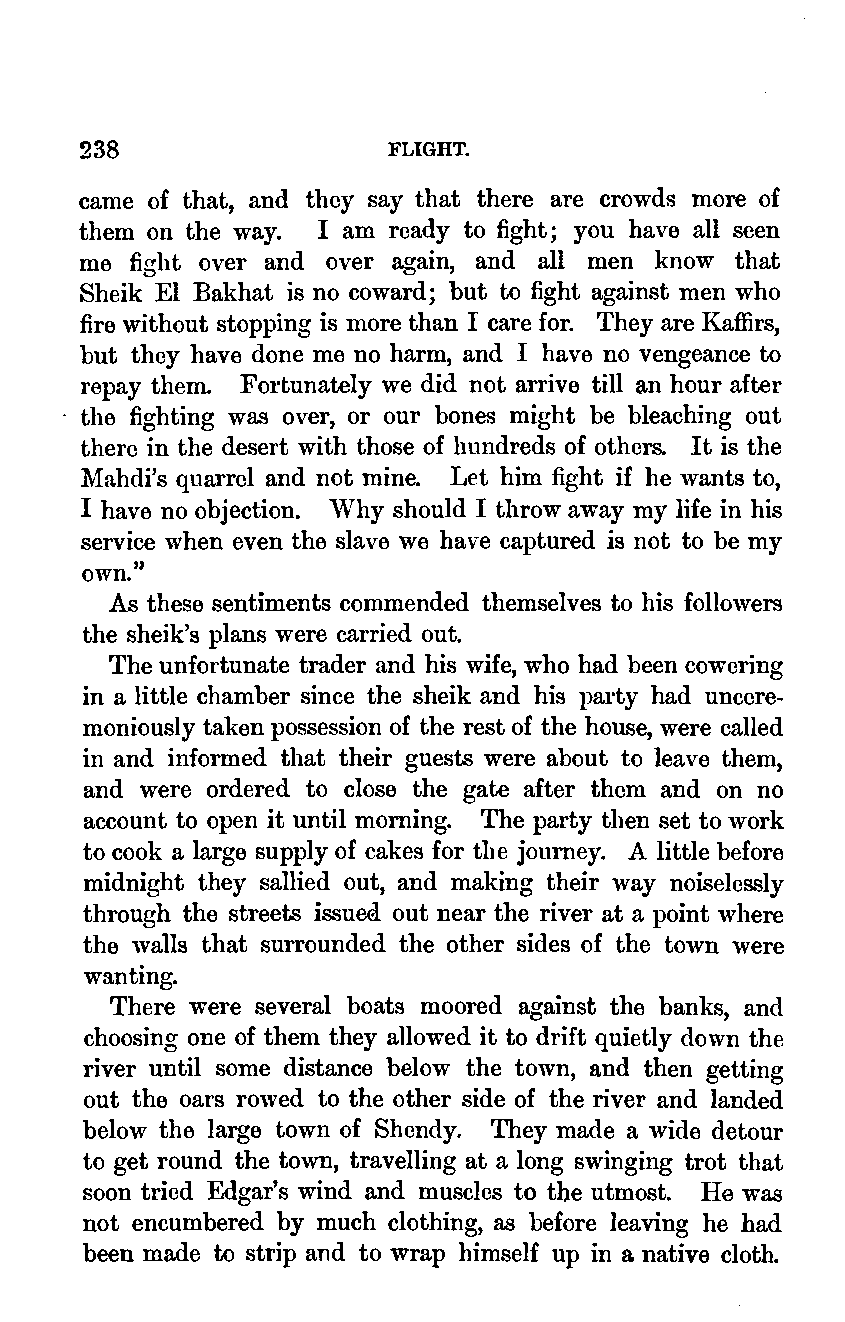 238 FLIGHT.
came of that, and they say that there are crowds more of
them on the way. I am ready to fight; you have all seen
me fight over and over again, and all men know that
Sheik El Bakhat is no coward; but to fight against men who
fire without stopping is more than I care for. They are Kaffirs,
but they have done me no harm, and I have no vengeance to
repay them. Fortunately we did not arrive till an hour after
the fighting was over, or our bones might be bleaching out
there in the desert with those of hundreds of others. It is the
Mahdi's quarrel and not mine. Let him fight if he wants to,
I have no objection. Why should I throw away my life in his
service when even the slave we have captured is not to be my
own."
As these sentiments commended themselves to his followers
the sheik's plans were carried out.
The unfortunate trader and his wife, who had been cowering
in a little chamber since the sheik and his party had uncere-
moniously taken possession of the rest of the house, were called
in and informed that their guests were about to leave them,
and were ordered to close the gate after them and on no
account to open it until morning. The party then set to work
to cook a large supply of cakes for the journey. A little before
midnight they sallied out, and making their way noiselessly
through the streets issued out near the river at a point where
the walls that surrounded the other sides of the town were
wanting.
There were several boats moored against the banks, and
choosing one of them they allowed it to drift quietly down the
river until some distance below the town, and then getting
out the oars rowed to the other side of the river and landed
below the large town of Shendy. They made a wide detour
to get round the town, travelling at a long swinging trot that
soon tried Edgar's wind and muscles to the utmost. He was
not encumbered by much clothing, as before leaving he had
been made to strip and to wrap himself up in a native cloth.